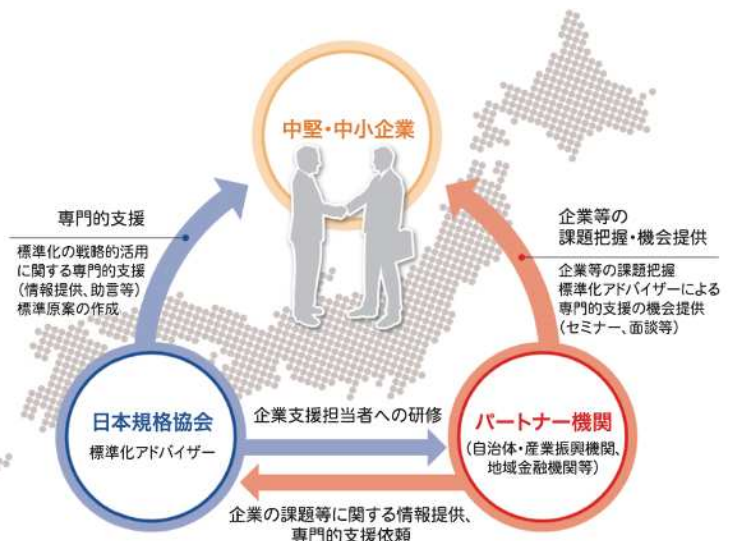 中堅・中小企業
専門的支援
標準化の戦略的活用
に関する専門的支援
(情報提供、助言等)
標準原案の作成
企業等の
課題把握・機会提供
企業等の課題把握
標準化アドバイザーによる
専門的支援の機会提供
(セミナー、面談等)
日本規格協会
標準化アドバイザー
企業支援担当者への研修
パートナー機関
(自治体・産業振興機関、
地域金融機関等)
企業の課題等に関する情報提供、
専門的支援依頼